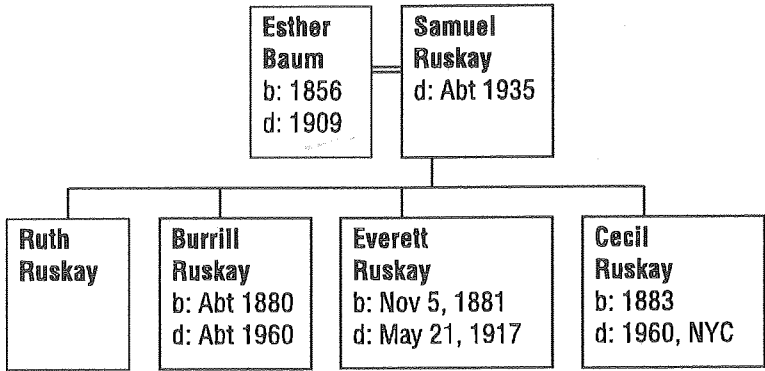 Esther
Baum
b: 1856
d: 1909
Samuel
Ruskay
d: Abt 1935
Ruth
Ruskay
Burrill
Ruskay
b: Abt 1880
d: Abt 1960
Everett
Ruskay
b: Nov 5, 1881
d: May 21, 1917
Cecil
Ruskay
b: 1883
d: 1960, NYC